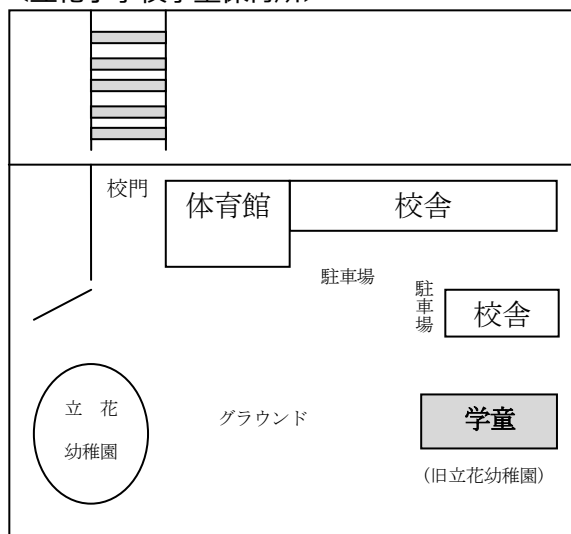 校門
体育館
校舎
駐車場
駐車場
校舎
立 花
幼稚園
グラウンド
学童
(旧立花幼稚園)